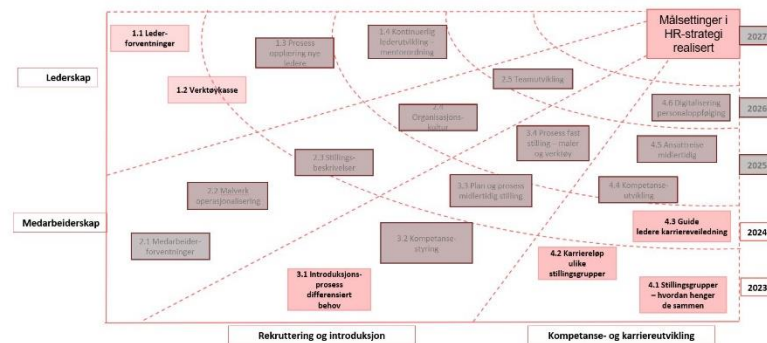 1.1 Leder-
forventninger
1.2 Verktøykasse
1.3 Prosess
opplæring nye
ledere
1.4 Kontinuerlig
lederutvikling –
mentorordning
Målsettinger i
HR-strategi
realisert
2027
Lederskap
2.5 Teamutvikling
2.4
Organisasjons-
kultur
4.6 Digitalisering
personaloppfølging
2026
3.4 Prosess fast
stilling – maler
og verktøy
4.5 Ansettelse
midlertidig
2.3 Stillings-
beskrivelser
2025
2.2 Målverk
operasjonalisering
3.3 Plan og prosess
midlertidig stilling
4.4 Kompetanse-
utvikling
Medarbeiderskap
2.1 Medarbeider-
forventninger
3.2 Kompetanse-
styring
4.3 Guide
ledere karriereveiledning
2024
3.1 Introduksjons-
prosess
differensiert
behov
4.2 Karriereløp
ulike
stillingsgrupper
4.1 Stillingsgrupper
– hvordan henger
de sammen
2023
Rekruttering og introduksjon
Kompetanse- og karriereutvikling